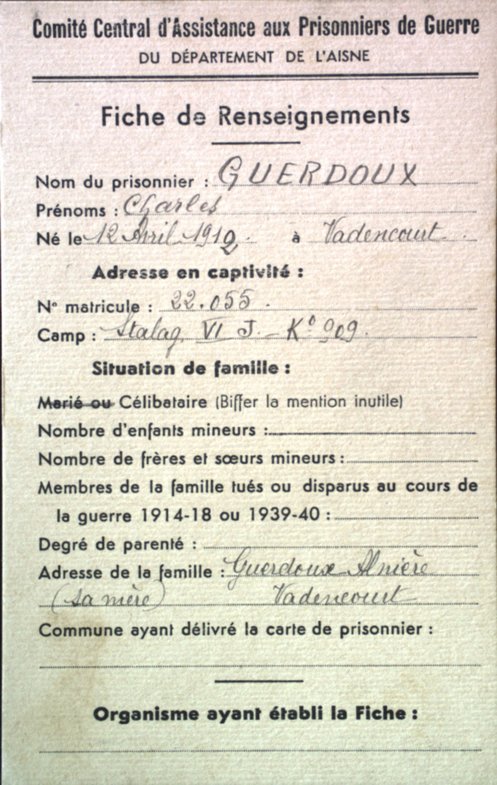 Comité Central d'Assistance aux Prisonniers de Guerre
DU DÉPARTEMENT DE L'AISNE
Fiche de Renseignements
Nom du prisonnier : GUERDOUX
Prénoms : Charles
Né le 12 Avril 1912 à Vadencourt
Adresse en captivité :
N° matricule : 22.055.
Camp : Stalag VI J - K° 909.
Situation de famille :
Marié ou Célibataire (Biffer la mention inutile)
Nombre d'enfants mineurs :
Nombre de frères et sœurs mineurs :
Membres de la famille tués ou disparus au cours de
la guerre 1914-18 ou 1939-40 :
Degré de parenté :
Adresse de la famille : Guerdoux
(sa mère) Vadencourt
Commune ayant délivré la carte de prisonnier :
Organisme ayant établi la Fiche :